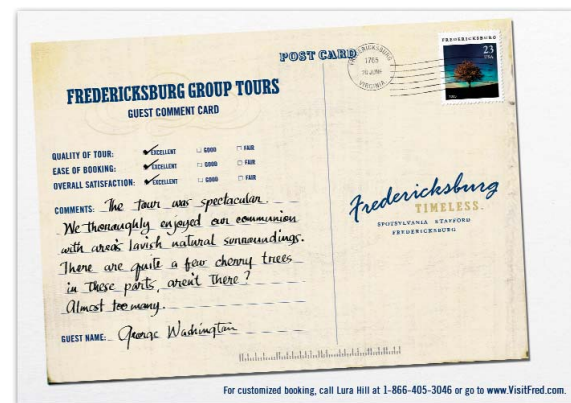 POST CARD
FREDERICKSBURG
1765
10 JUNE
VIRGINIA
FREDERICKSBURG
23
USA
FREDERICKSBURG GROUP TOURS
GUEST COMMENT CARD
QUALITY OF TOUR: EXCELLENT GOOD FAIR
EASE OF BOOKING: EXCELLENT GOOD FAIR
OVERALL SATISFACTION: EXCELLENT GOOD FAIR
COMMENTS: The tour was spectacular.
We thoroughly enjoyed our communion
with area's lavish natural surroundings.
There are quite a few cherry trees
in these parts, aren't there?
Almost too many.
GUEST NAME: George Washington
Fredericksburg
TIMELESS.
SPOTSYLVANIA STAFFORD
FREDERICKSBURG
For customized booking, call Lura Hill at 1-866-405-3046 or go to www.VisitFred.com.